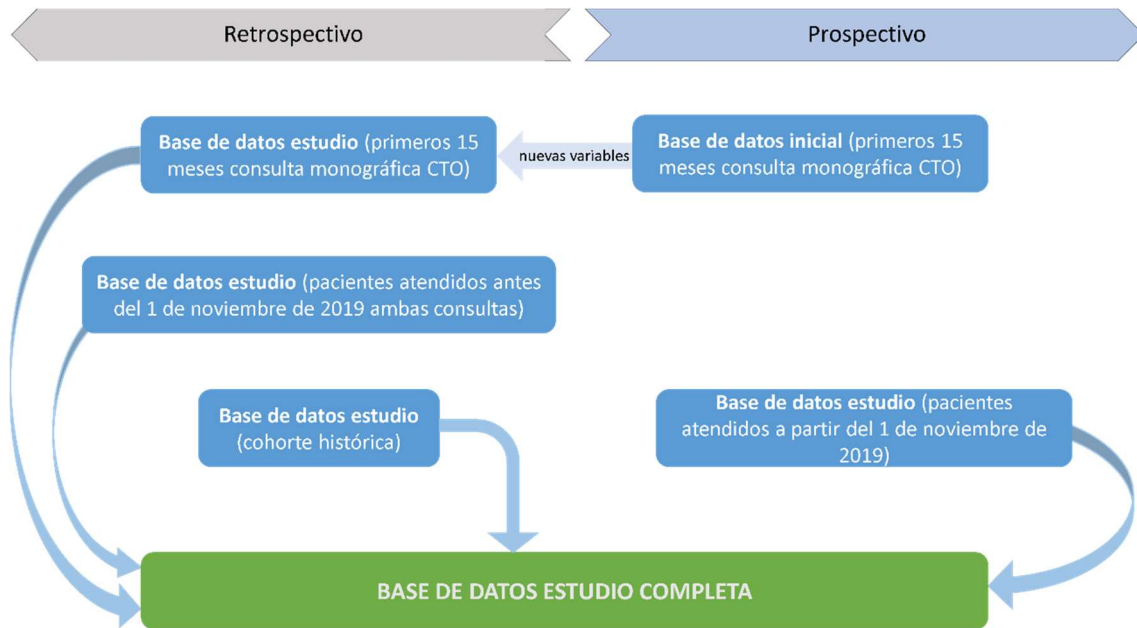 Retrospectivo
Prospectivo
Base de datos estudio (primeros 15
meses consulta monográfica CTO)
nuevas variables
Base de datos inicial (primeros 15
meses consulta monográfica CTO)
Base de datos estudio (pacientes atendidos antes
del 1 de noviembre de 2019 ambas consultas)
Base de datos estudio
(cohorte histórica)
Base de datos estudio (pacientes
atendidos a partir del 1 de noviembre de
2019)
BASE DE DATOS ESTUDIO COMPLETA